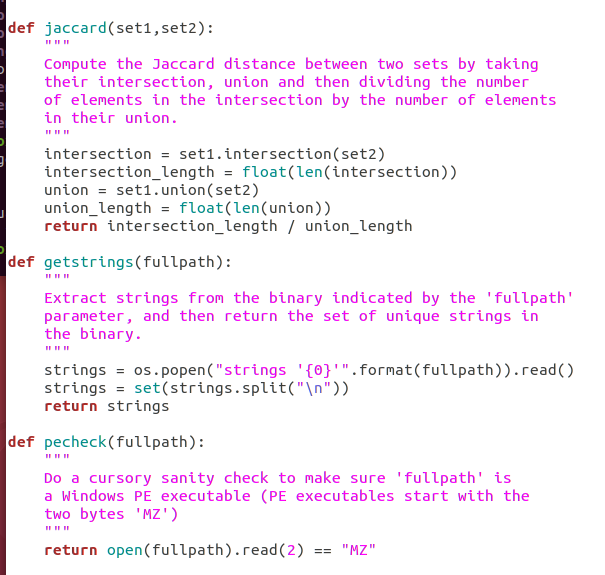 def jaccard(set1,set2):
    """
    Compute the Jaccard distance between two sets by taking
    their intersection, union and then dividing the number
    of elements in the intersection by the number of elements
    in their union.
    """
    intersection = set1.intersection(set2)
    intersection_length = float(len(intersection))
    union = set1.union(set2)
    union_length = float(len(union))
    return intersection_length / union_length

def getstrings(fullpath):
    """
    Extract strings from the binary indicated by the 'fullpath'
    parameter, and then return the set of unique strings in
    the binary.
    """
    strings = os.popen("strings '{0}'".format(fullpath)).read()
    strings = set(strings.split("\n"))
    return strings

def pecheck(fullpath):
    """
    Do a cursory sanity check to make sure 'fullpath' is
    a Windows PE executable (PE executables start with the
    two bytes 'MZ')
    """
    return open(fullpath).read(2) == "MZ"